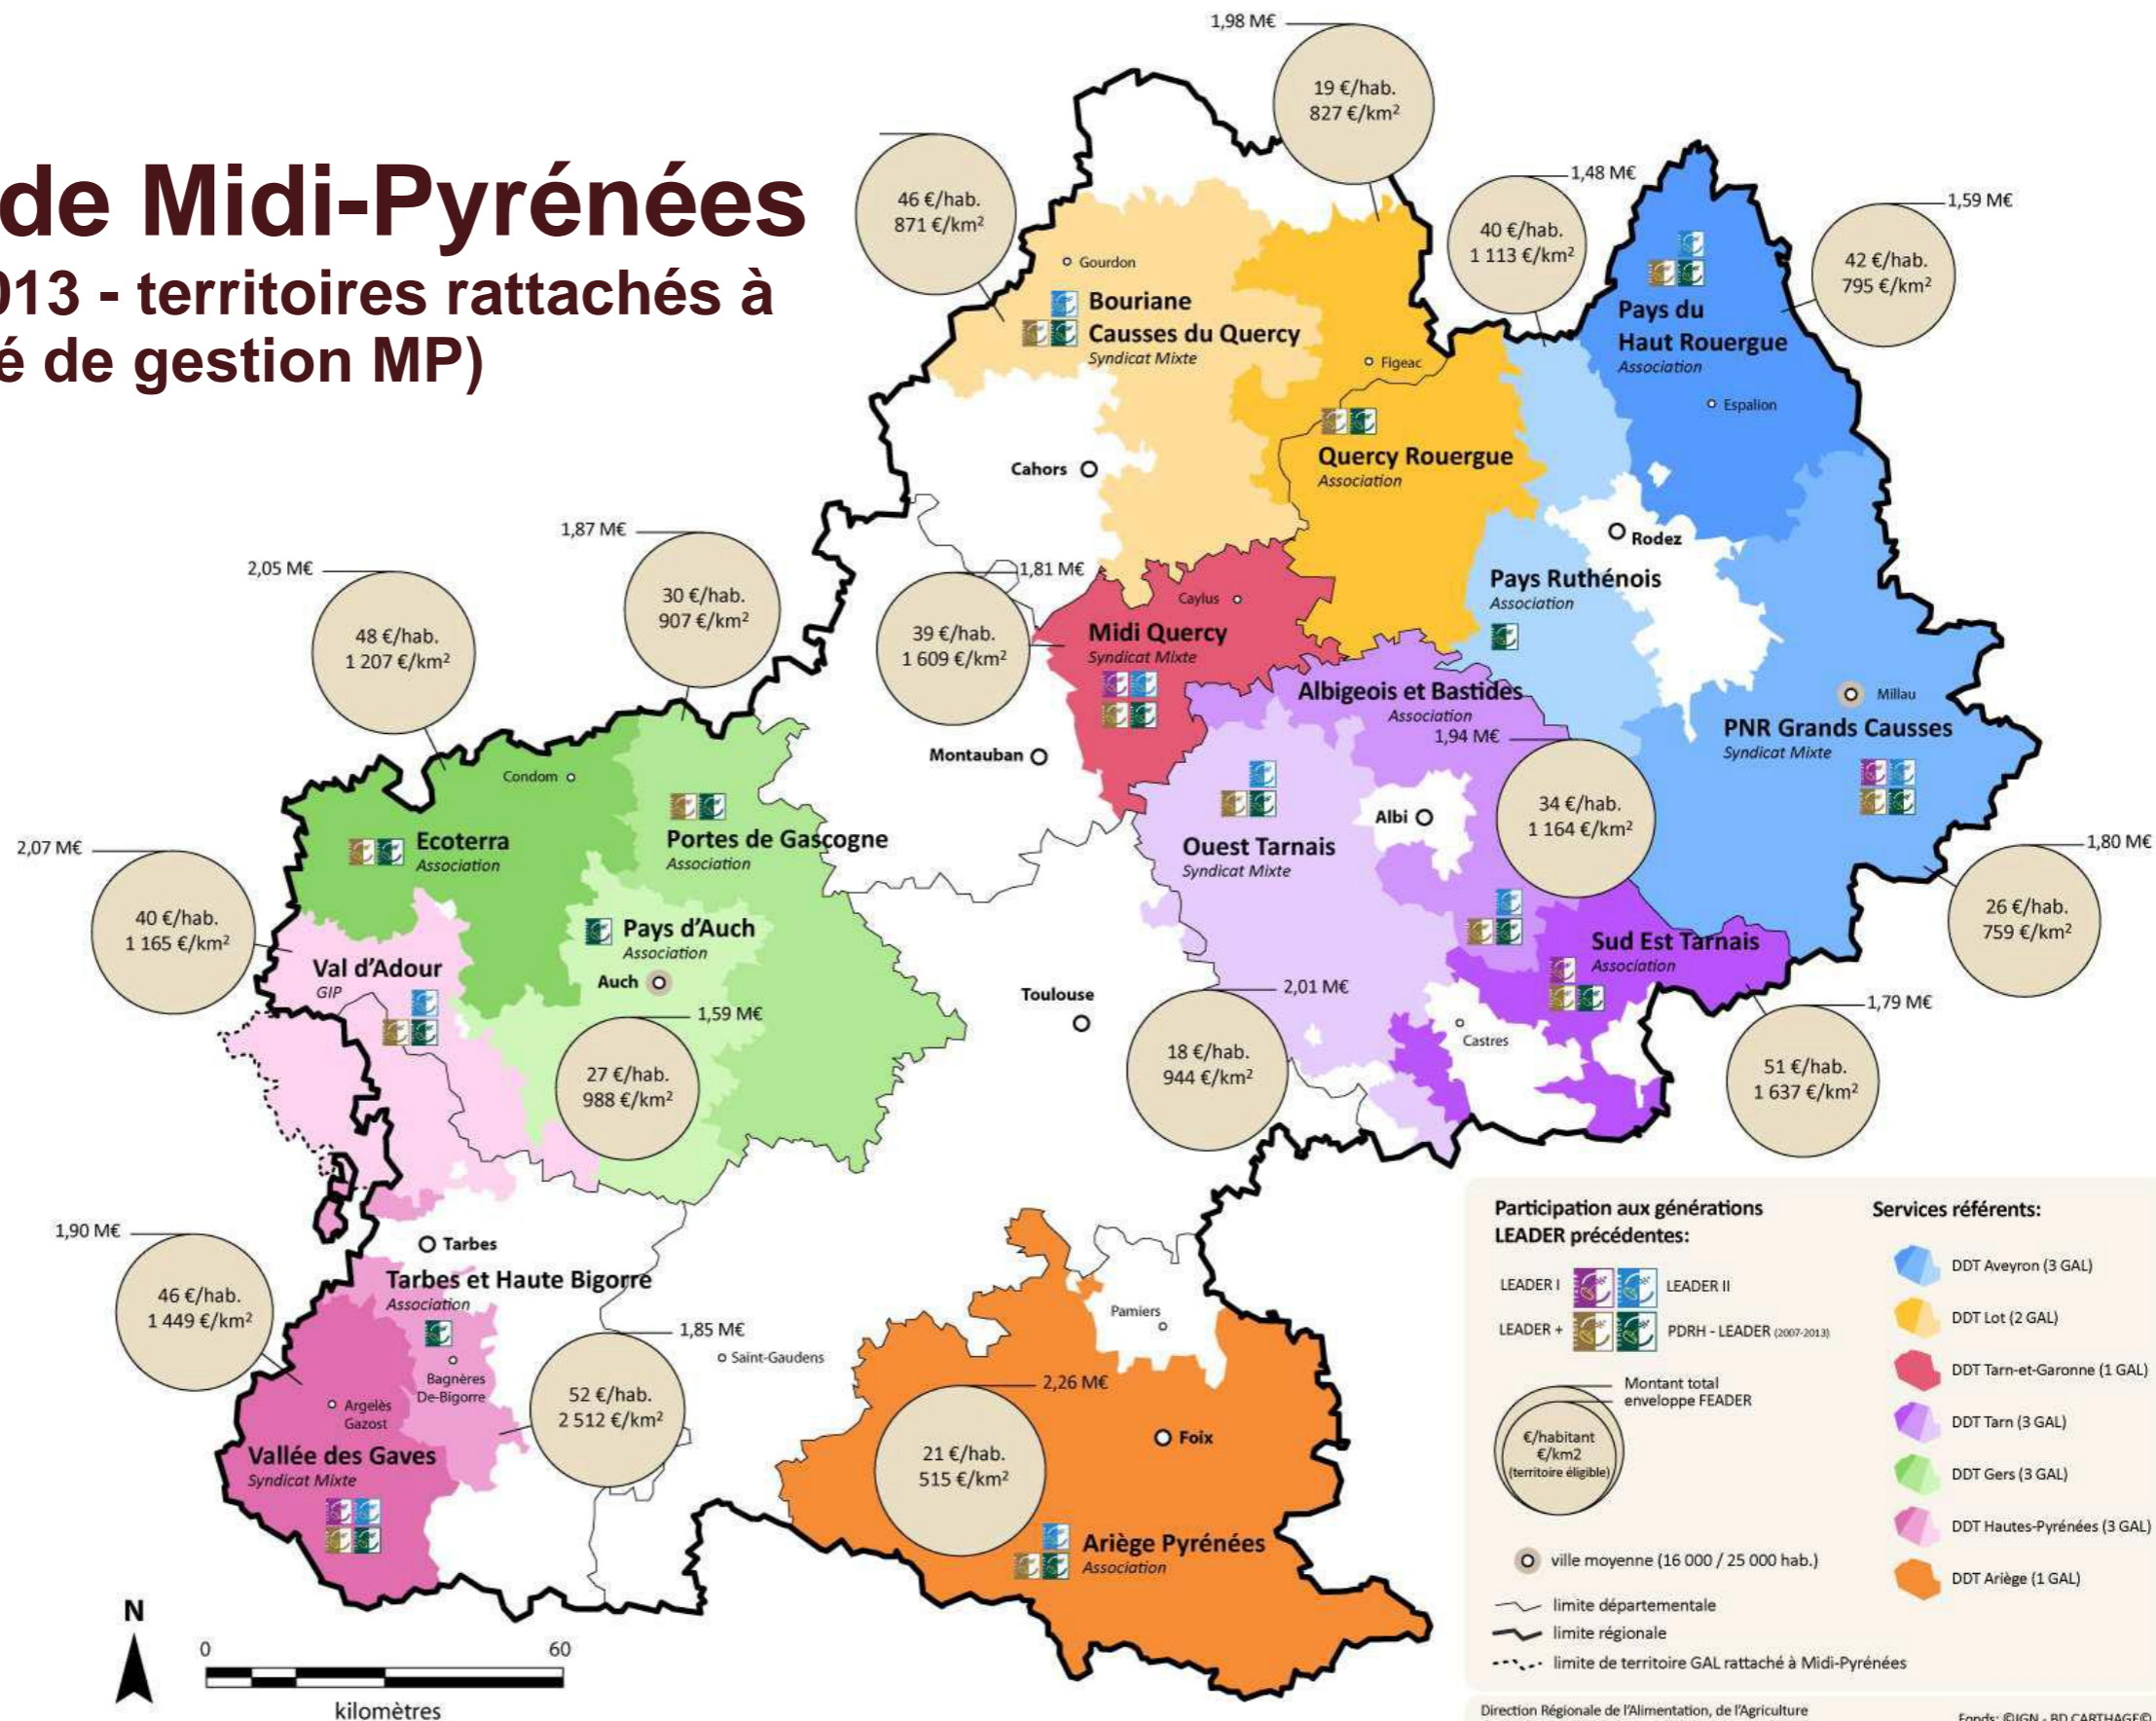 de Midi-Pyrénées
013 - territoires rattachés à
é de gestion MP)
1,98 M€
19 €/hab.
827 €/km²
46 €/hab.
871 €/km²
1,48 M€
40 €/hab.
1 113 €/km²
1,59 M€
42 €/hab.
795 €/km²
Gourdon
Bouriane
Causses du Quercy
Syndicat Mixte
Figeac
Pays du
Haut Rouergue
Association
Espalion
Quercy Rouergue
Association
Cahors
Rodez
1,87 M€
30 €/hab.
907 €/km²
2,05 M€
48 €/hab.
1 207 €/km²
1,81 M€
39 €/hab.
1 609 €/km²
Caylus
Midi Quercy
Syndicat Mixte
Pays Ruthénois
Association
Albigeois et Bastides
Association
1,94 M€
34 €/hab.
1 164 €/km²
Millau
PNR Grands Causses
Syndicat Mixte
Montauban
Condom
Albi
Ecoterra
Association
Portes de Gascogne
Association
Ouest Tarnais
Syndicat Mixte
2,07 M€
40 €/hab.
1 165 €/km²
1,80 M€
26 €/hab.
759 €/km²
Pays d'Auch
Association
Auch
Val d'Adour
GIP
Sud Est Tarnais
Association
Toulouse
2,01 M€
18 €/hab.
944 €/km²
1,59 M€
27 €/hab.
988 €/km²
Castres
1,79 M€
51 €/hab.
1 637 €/km²
1,90 M€
46 €/hab.
1 449 €/km²
Tarbes
Tarbes et Haute Bigorre
Association
Bagnères
De-Bigorre
1,85 M€
52 €/hab.
2 512 €/km²
Saint-Gaudens
Argelès
Gazost
Vallée des Gaves
Syndicat Mixte
Pamiers
2,26 M€
21 €/hab.
515 €/km²
Foix
Ariège Pyrénées
Association
N
0 60
kilomètres
Participation aux générations
LEADER précédentes:
LEADER I
LEADER II
LEADER +
PDRH - LEADER (2007-2013)
Montant total
enveloppe FEADER
€/habitant
€/km2
(territoire éligible)
ville moyenne (16 000 / 25 000 hab.)
limite départementale
limite régionale
limite de territoire GAL rattaché à Midi-Pyrénées
Services référents:
DDT Aveyron (3 GAL)
DDT Lot (2 GAL)
DDT Tarn-et-Garonne (1 GAL)
DDT Tarn (3 GAL)
DDT Gers (3 GAL)
DDT Hautes-Pyrénées (3 GAL)
DDT Ariège (1 GAL)
Direction Régionale de l'Alimentation, de l'Agriculture
Fonds: ©IGN - BD CARTHAGE©